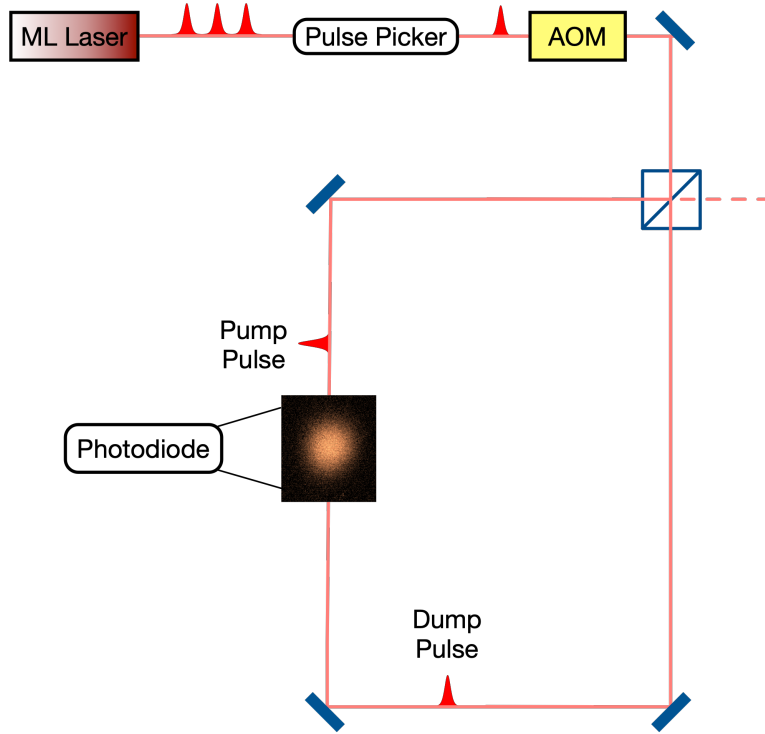 ML Laser
Pulse Picker
AOM
Pump
Pulse
Photodiode
Dump
Pulse